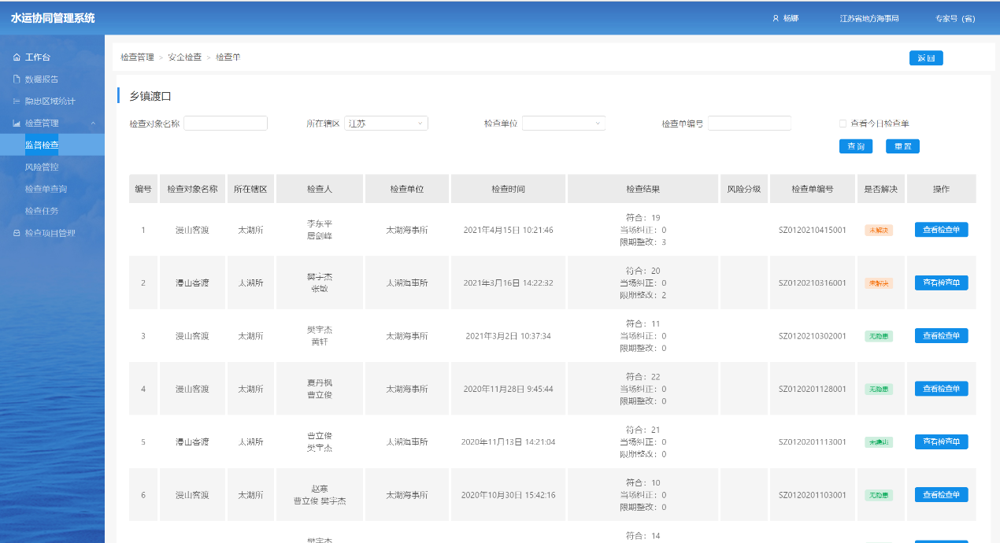 水运协同管理系统
杨娜 江苏省地方海事局 专家号 (省)
工作台
数据报告
隐患区域统计
检查管理
监督检查
风险管控
检查单查询
检查任务
检查项目管理
检查管理 > 安全检查 > 检查单
返 回
乡镇渡口
检查对象名称 所在辖区 江苏 检查单位 检查单编号 查看今日检查单
查 询 重 置
编号 检查对象名称 所在辖区 检查人 检查单位 检查时间 检查结果 风险分级 检查单编号 是否解决 操作
1 漫山客渡 太湖所 李东平 居剑峰 太湖海事所 2021年4月15日 10:21:46 符合：19 当场纠正：0 限期整改：3 SZ0120210415001 未解决 查看检查单
2 漫山客渡 太湖所 樊宇杰 张敏 太湖海事所 2021年3月16日 14:22:32 符合：20 当场纠正：0 限期整改：2 SZ0120210316001 未解决 查看检查单
3 漫山客渡 太湖所 樊宇杰 黄轩 太湖海事所 2021年3月2日 10:37:34 符合：11 当场纠正：0 限期整改：0 SZ0120210302001 无隐患 查看检查单
4 漫山客渡 太湖所 夏丹枫 曹立俊 太湖海事所 2020年11月28日 9:45:44 符合：22 当场纠正：0 限期整改：0 SZ0120201128001 无隐患 查看检查单
5 漫山客渡 太湖所 曹立俊 樊宇杰 太湖海事所 2020年11月13日 14:21:04 符合：21 当场纠正：0 限期整改：0 SZ0120201113001 无隐患 查看检查单
6 漫山客渡 太湖所 赵寒 曹立俊 樊宇杰 太湖海事所 2020年10月30日 15:42:16 符合：10 当场纠正：0 限期整改：0 SZ0120201103001 无隐患 查看检查单
樊宇杰 符合：14